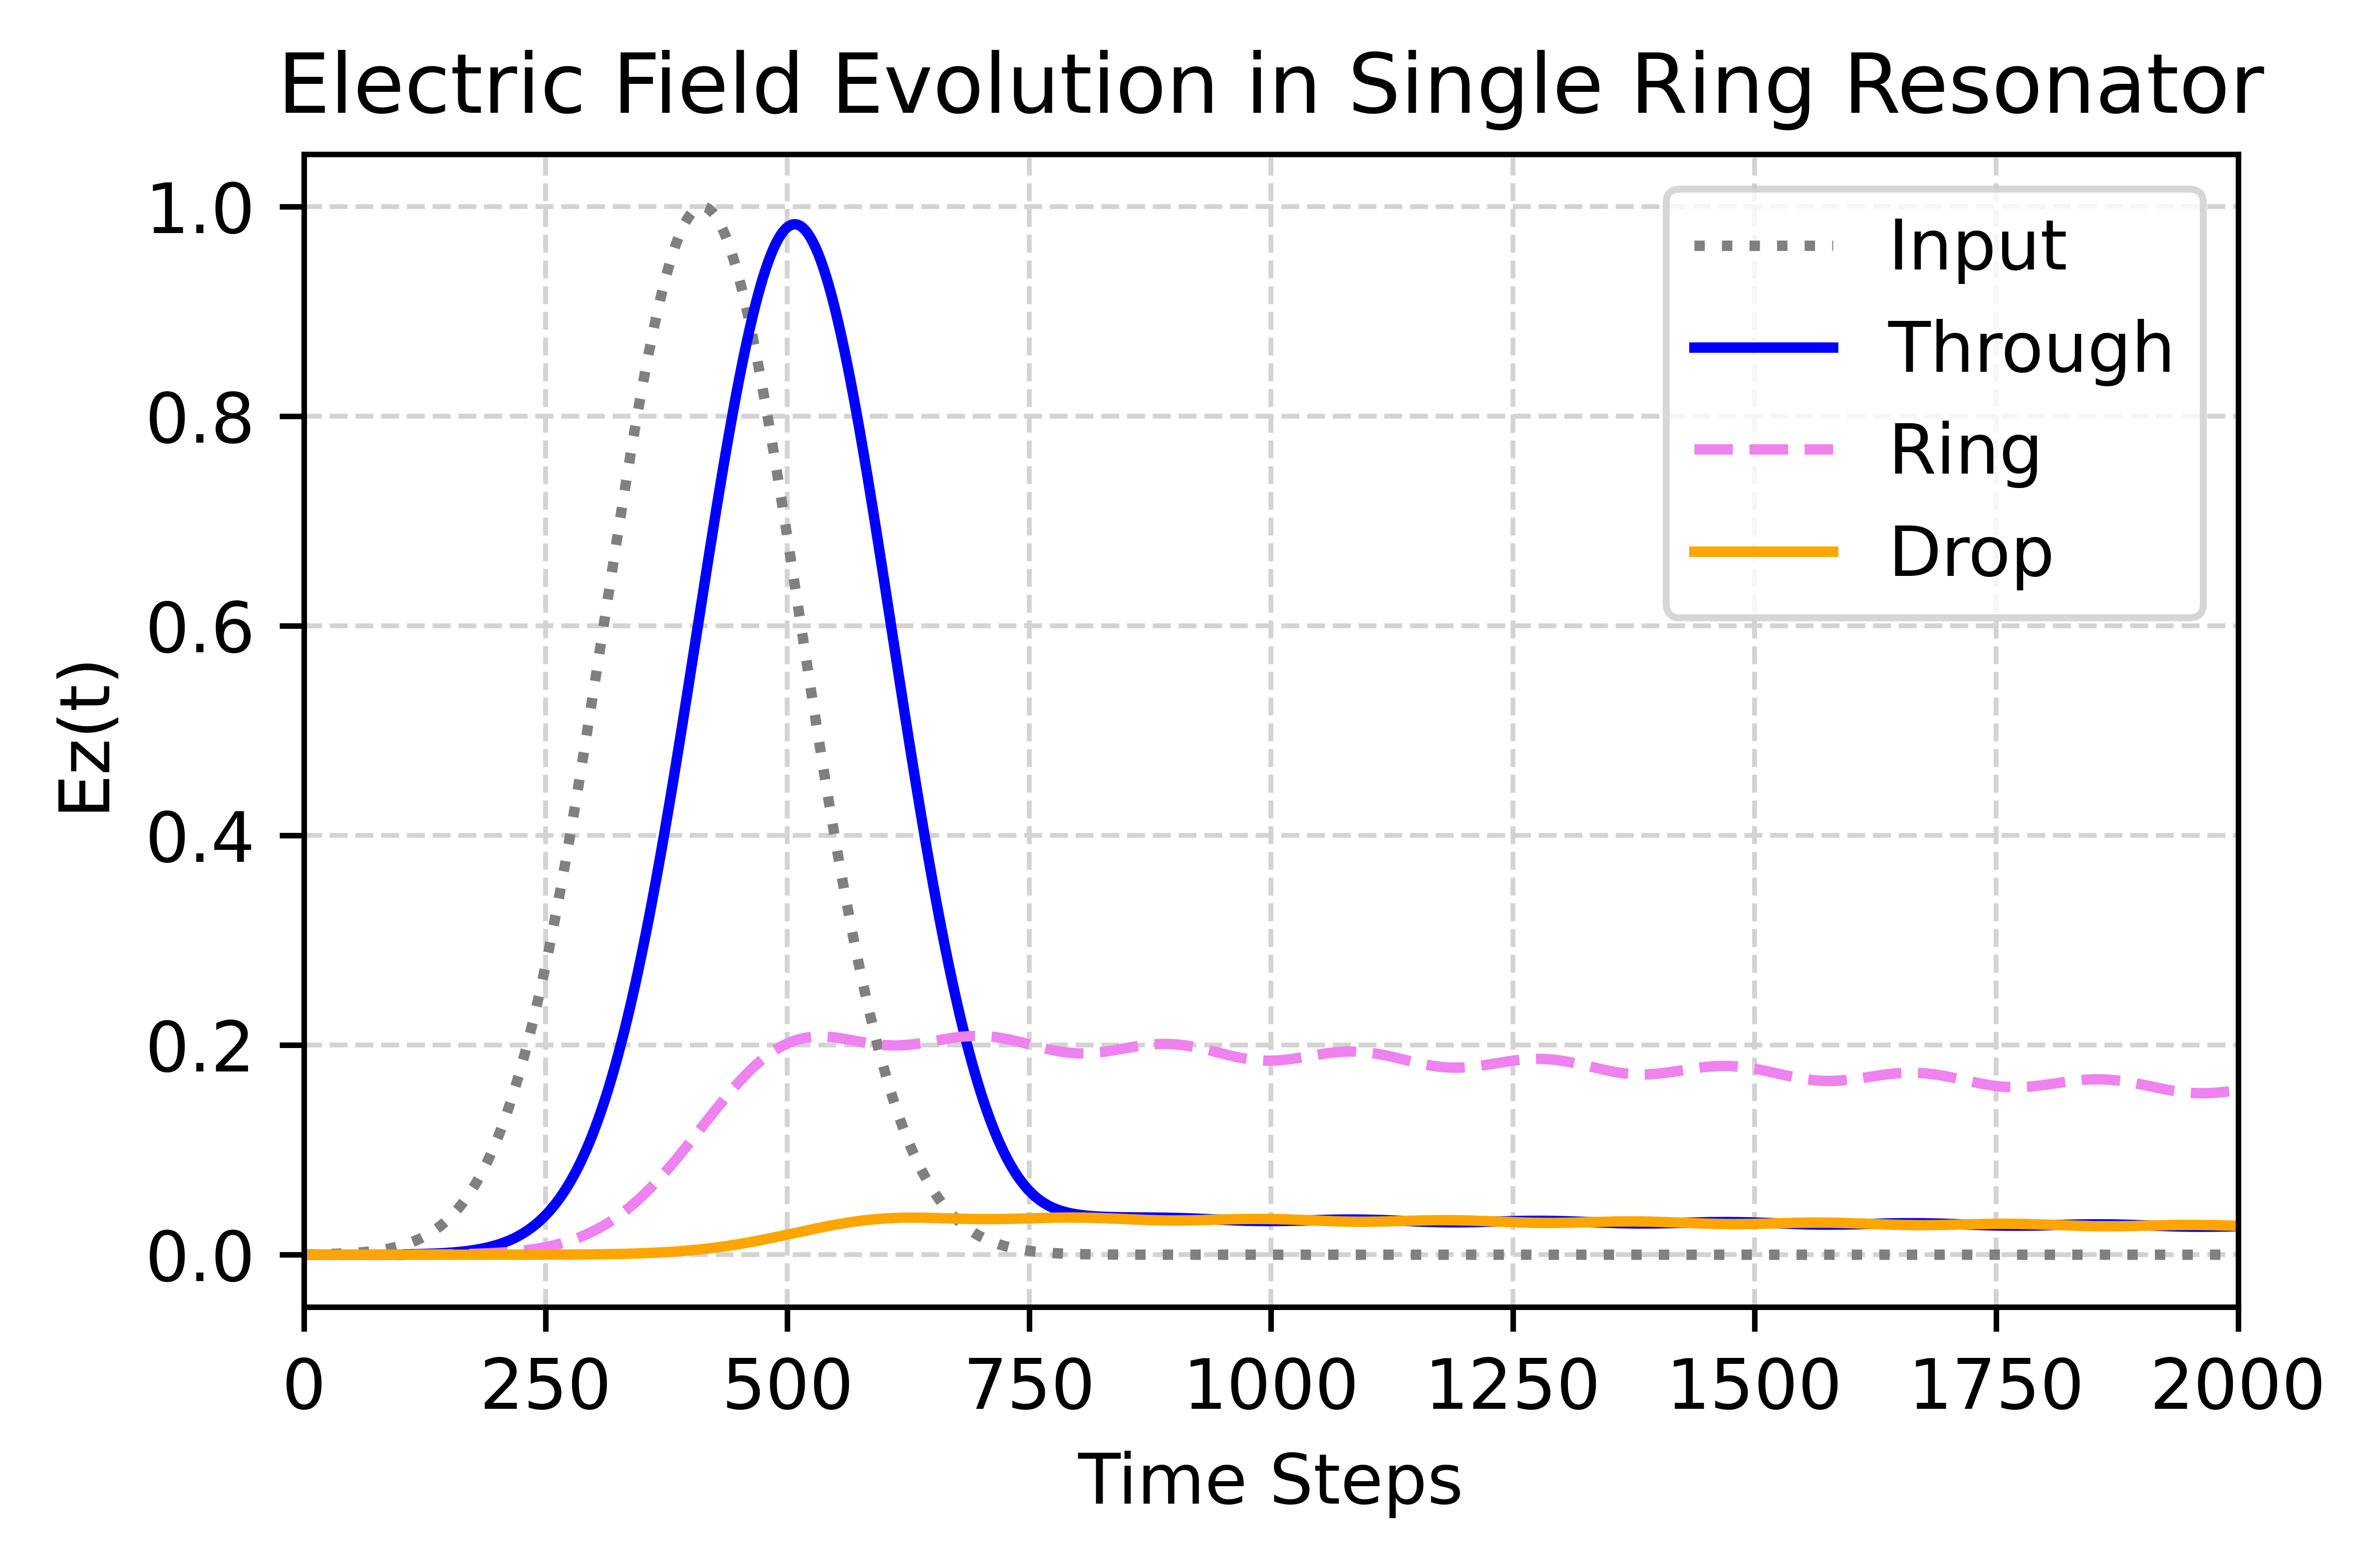 Electric Field Evolution in Single Ring Resonator
1.0
0.8
0.6
0.4
0.2
0.0
Ez(t)
Input
Through
Ring
Drop
0 250 500 750 1000 1250 1500 1750 2000
Time Steps